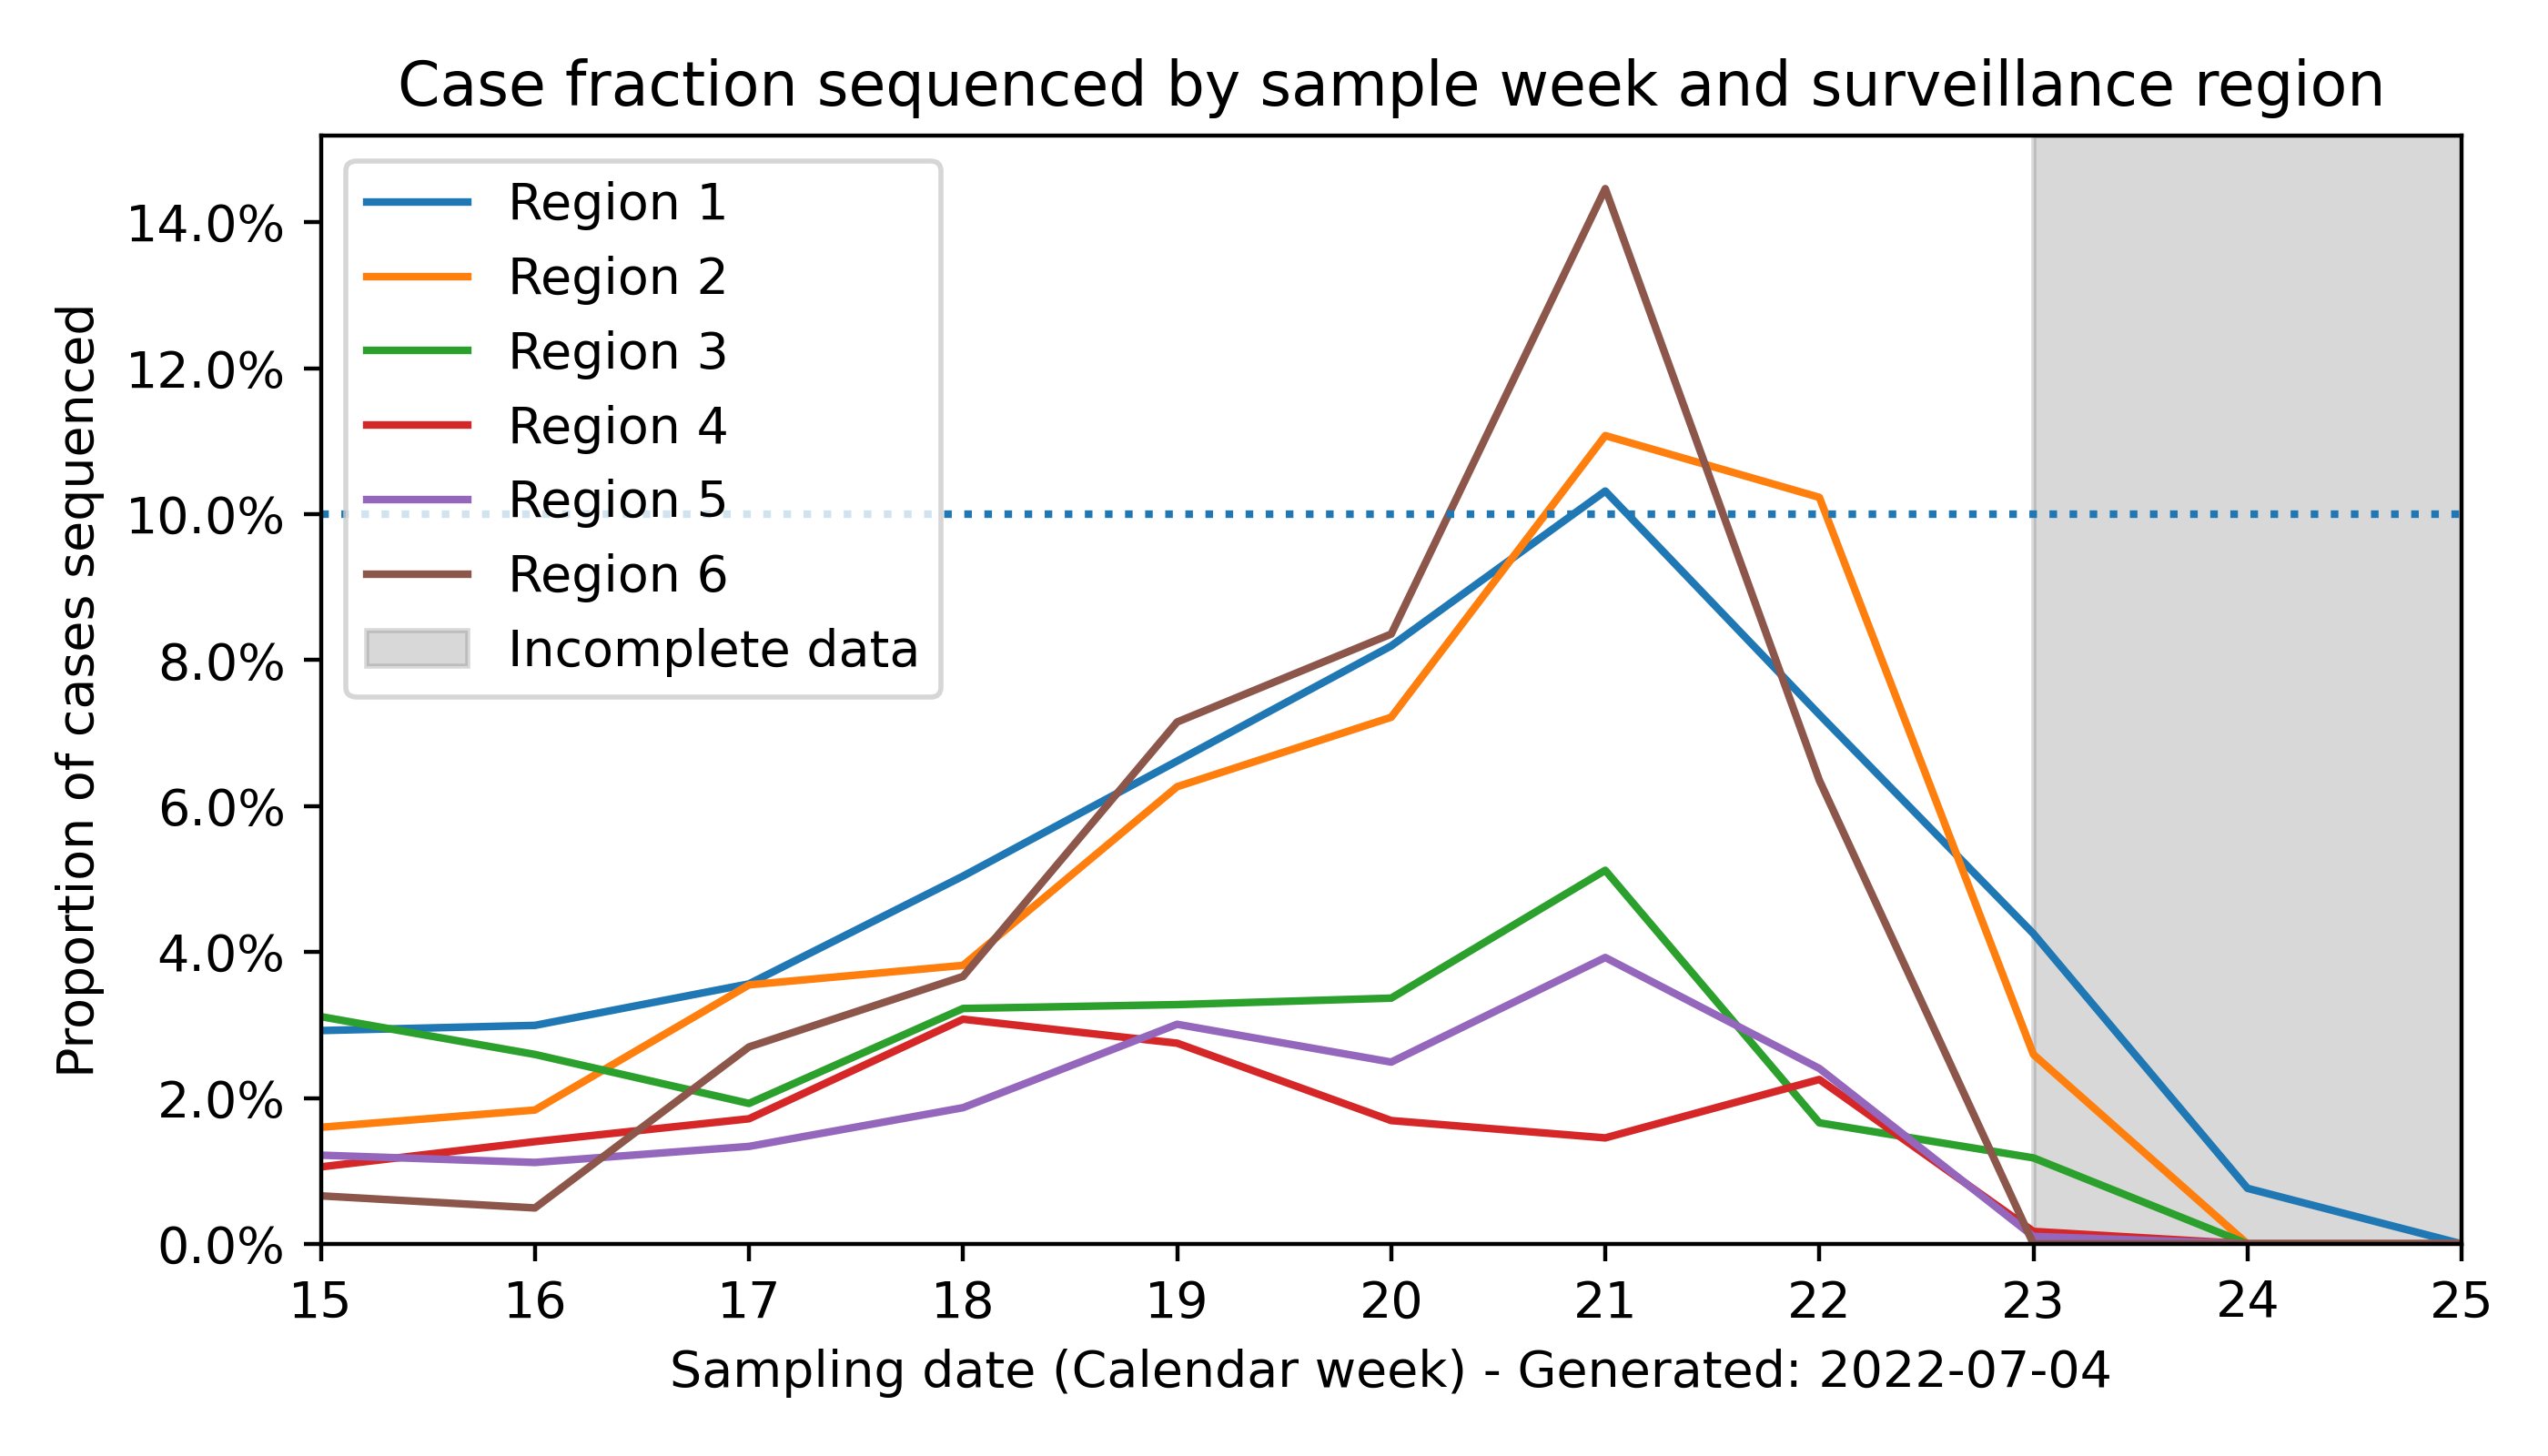 Case fraction sequenced by sample week and surveillance region
Proportion of cases sequenced
14.0%
12.0%
10.0%
8.0%
6.0%
4.0%
2.0%
0.0%
Region 1
Region 2
Region 3
Region 4
Region 5
Region 6
Incomplete data
15 16 17 18 19 20 21 22 23 24 25
Sampling date (Calendar week) - Generated: 2022-07-04